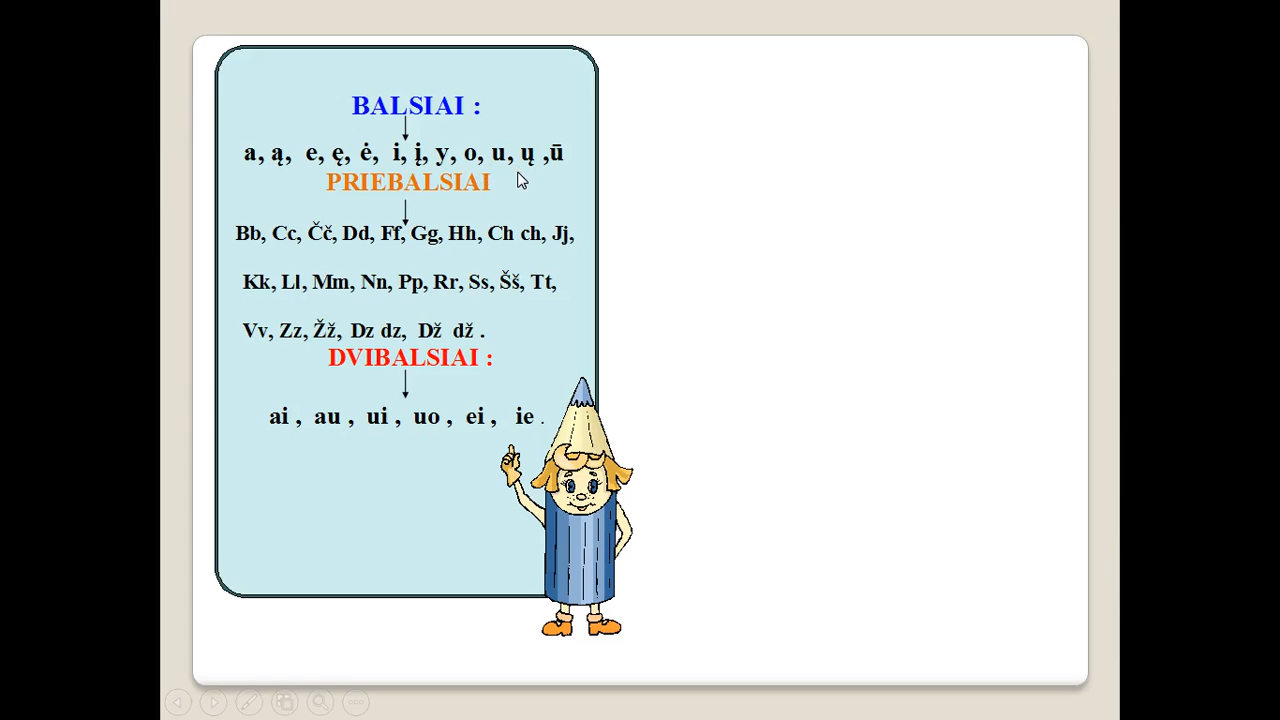 BALSIAI :
a, ą, e, ę, ė, i, į, y, o, u, ų ,ū
PRIEBALSIAI
Bb, Cc, Čč, Dd, Ff, Gg, Hh, Ch ch, Jj,
Kk, Ll, Mm, Nn, Pp, Rr, Ss, Šš, Tt,
Vv, Zz, Žž, Dz dz, Dž dž .
DVIBALSIAI :
ai , au , ui , uo , ei , ie .